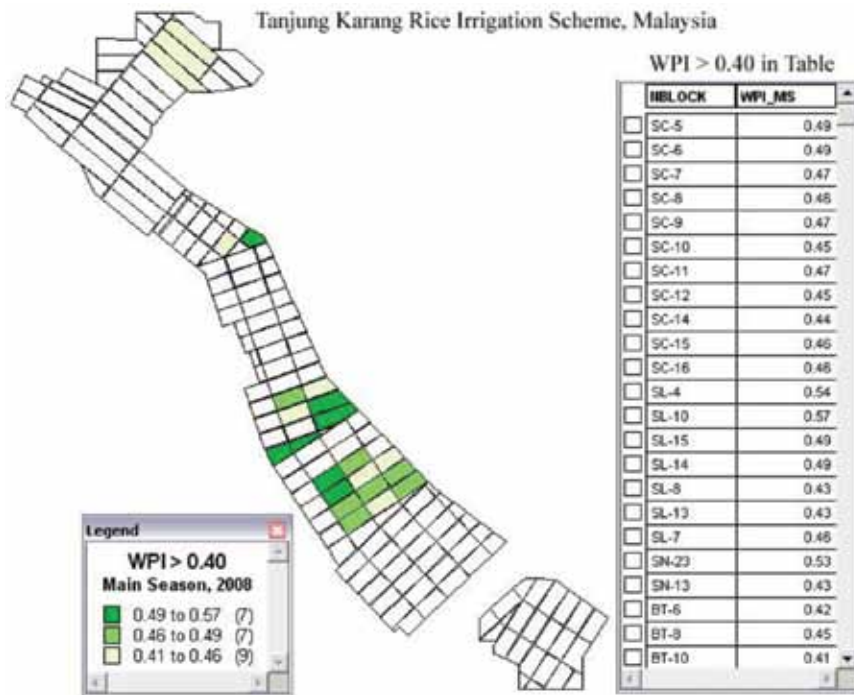 Tanjung Karang Rice Irrigation Scheme, Malaysia
WPI > 0.40 in Table
NBLOCK WPI_MS
SC-5 0.49
SC-6 0.49
SC-7 0.47
SC-8 0.46
SC-9 0.47
SC-10 0.45
SC-11 0.47
SC-12 0.45
SC-14 0.44
SC-15 0.46
SC-16 0.46
SL-4 0.54
SL-10 0.57
SL-15 0.49
SL-14 0.49
SL-8 0.43
SL-13 0.43
SL-7 0.46
SN-23 0.53
SN-13 0.43
BT-6 0.42
BT-8 0.45
BT-10 0.41
Legend
WPI > 0.40
Main Season, 2008
0.49 to 0.57 (7)
0.46 to 0.49 (7)
0.41 to 0.46 (9)